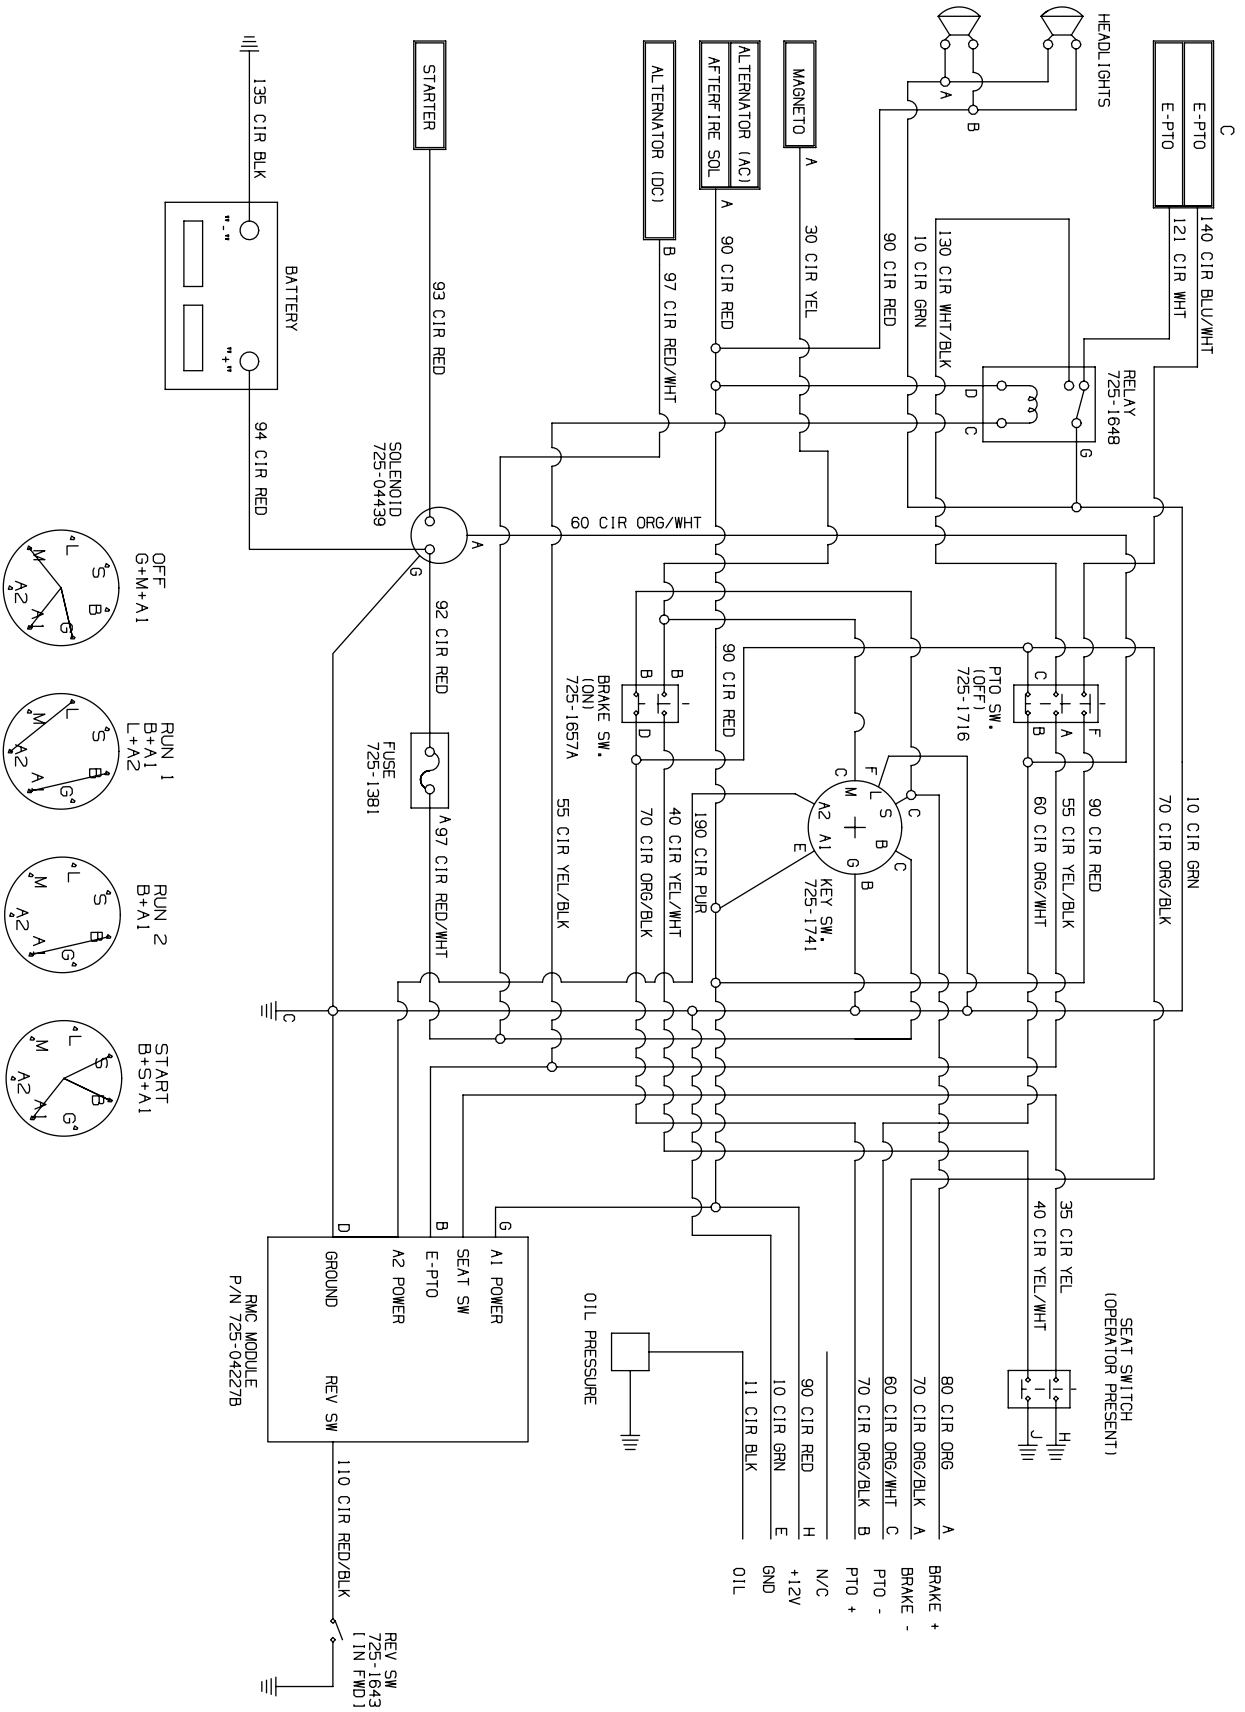 HEADLIGHTS
C
E-PTO
E-PTO
140 CIR BLU/WHT
121 CIR WHT
A
B
130 CIR WHT/BLK
10 CIR GRN
90 CIR RED
RELAY
725-1648
D
C
G
MAGNETO
A
30 CIR YEL
ALTERNATOR (AC)
AFTERFIRE SOL
A
90 CIR RED
ALTERNATOR (DC)
B
97 CIR RED/WHT
STARTER
93 CIR RED
135 CIR BLK
BATTERY
"-"
"+"
94 CIR RED
SOLENOID
725-04439
A
G
60 CIR ORG/WHT
92 CIR RED
FUSE
725-1381
A
97 CIR RED/WHT
55 CIR YEL/BLK
BRAKE SW.
(ON)
725-1657A
B
B
D
90 CIR RED
70 CIR ORG/BLK
40 CIR YEL/WHT
190 CIR PUR
PTO SW.
(OFF)
725-1716
C
F
A
B
90 CIR RED
55 CIR YEL/BLK
60 CIR ORG/WHT
10 CIR GRN
70 CIR ORG/BLK
KEY SW.
725-1741
C
F
C
C
B
E
M
L
S
B
G
A1
A2
C
OFF
G+M+A1
L
S
B
G
A1
A2
M
RUN 1
B+A1
L+A2
L
S
B
G
A1
A2
M
RUN 2
B+A1
L
S
B
G
A1
A2
M
START
B+S+A1
L
S
B
G
A1
A2
M
D
B
G
A1 POWER
SEAT SW
E-PTO
A2 POWER
GROUND
REV SW
RMC MODULE
P/N 725-04227B
110 CIR RED/BLK
REV SW
725-1643
[IN FWD]
OIL PRESSURE
35 CIR YEL
40 CIR YEL/WHT
SEAT SWITCH
(OPERATOR PRESENT)
H
J
80 CIR ORG A BRAKE +
70 CIR ORG/BLK A BRAKE -
60 CIR ORG/WHT C PTO -
70 CIR ORG/BLK B PTO +
N/C
90 CIR RED H +12V
10 CIR GRN E GND
11 CIR BLK OIL